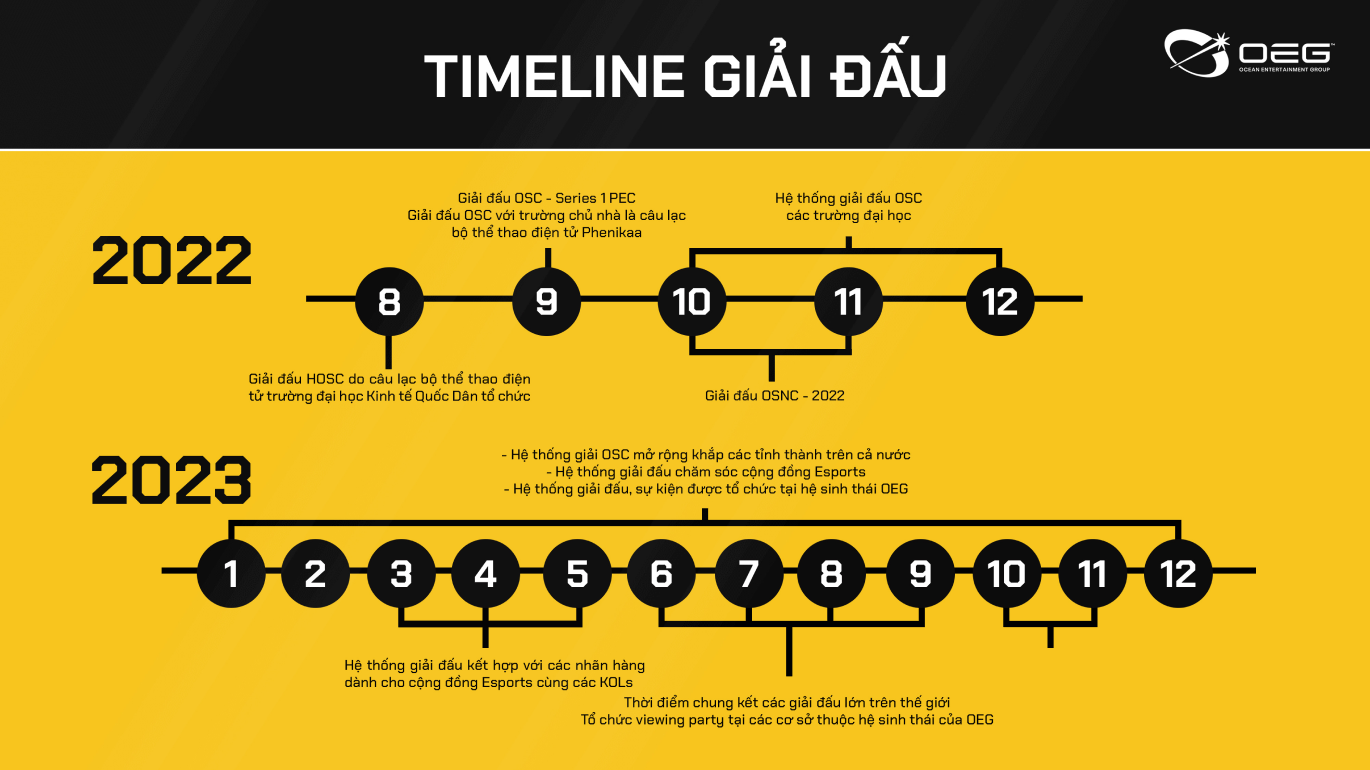 TIMELINE GIẢI ĐẤU
OEG™
OCEAN ENTERTAINMENT GROUP
2022
Giải đấu OSC - Series 1 PEC
Giải đấu OSC với trường chủ nhà là câu lạc
bộ thể thao điện tử Phenikaa
Hệ thống giải đấu OSC
các trường đại học
8 9 10 11 12
Giải đấu HOSC do câu lạc bộ thể thao điện
tử trường đại học Kinh tế Quốc Dân tổ chức
Giải đấu OSNC - 2022
2023
- Hệ thống giải OSC mở rộng khắp các tỉnh thành trên cả nước
- Hệ thống giải đấu chăm sóc cộng đồng Esports
- Hệ thống giải đấu, sự kiện được tổ chức tại hệ sinh thái OEG
1 2 3 4 5 6 7 8 9 10 11 12
Hệ thống giải đấu kết hợp với các nhãn hàng
dành cho cộng đồng Esports cùng các KOLs
Thời điểm chung kết các giải đấu lớn trên thế giới
Tổ chức viewing party tại các cơ sở thuộc hệ sinh thái của OEG